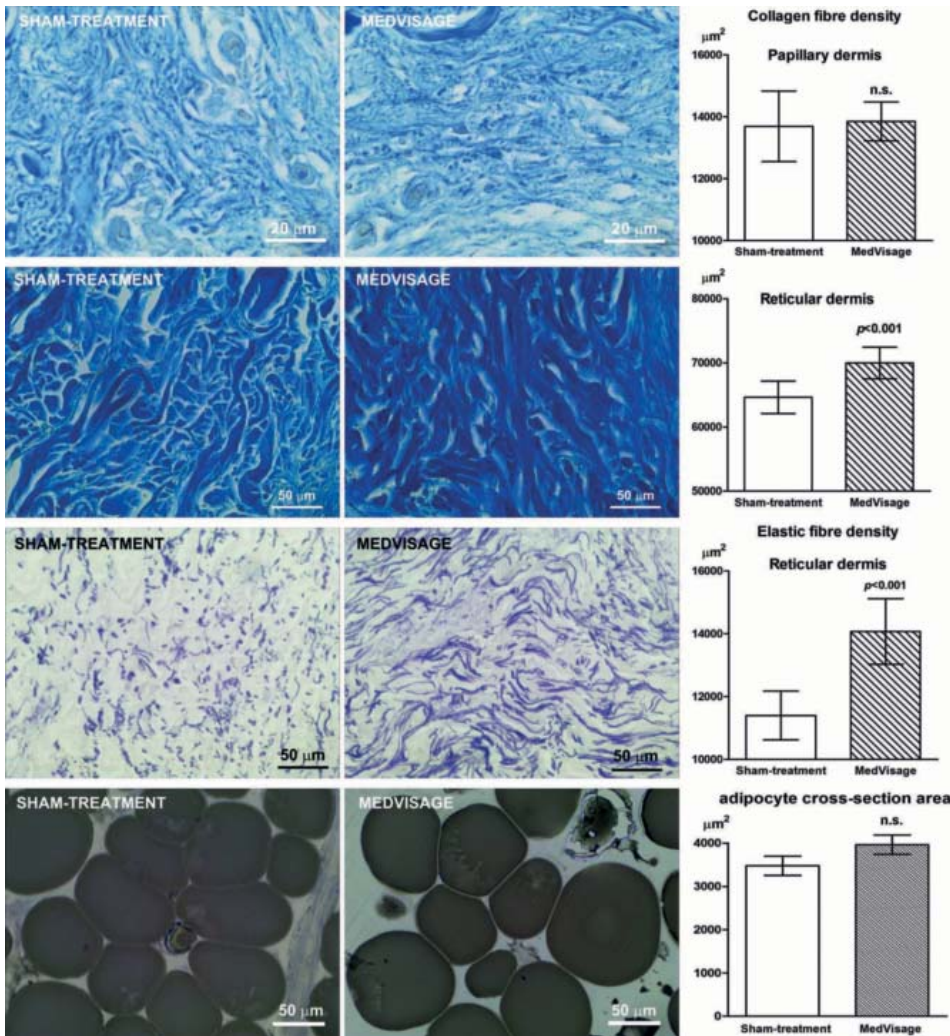 SHAM-TREATMENT
20 µm
MEDVISAGE
20 µm
Collagen fibre density
µm²
Papillary dermis
16000
14000
12000
10000
n.s.
Sham-treatment
MedVisage
SHAM-TREATMENT
50 µm
MEDVISAGE
50 µm
Reticular dermis
80000
70000
60000
50000
p<0.001
Sham-treatment
MedVisage
SHAM-TREATMENT
50 µm
MEDVISAGE
50 µm
Elastic fibre density
µm²
Reticular dermis
16000
14000
12000
10000
p<0.001
Sham-treatment
MedVisage
SHAM-TREATMENT
50 µm
MEDVISAGE
50 µm
adipocyte cross-section area
µm²
n.s.
4000
3000
2000
1000
0
Sham-treatment
MedVisage